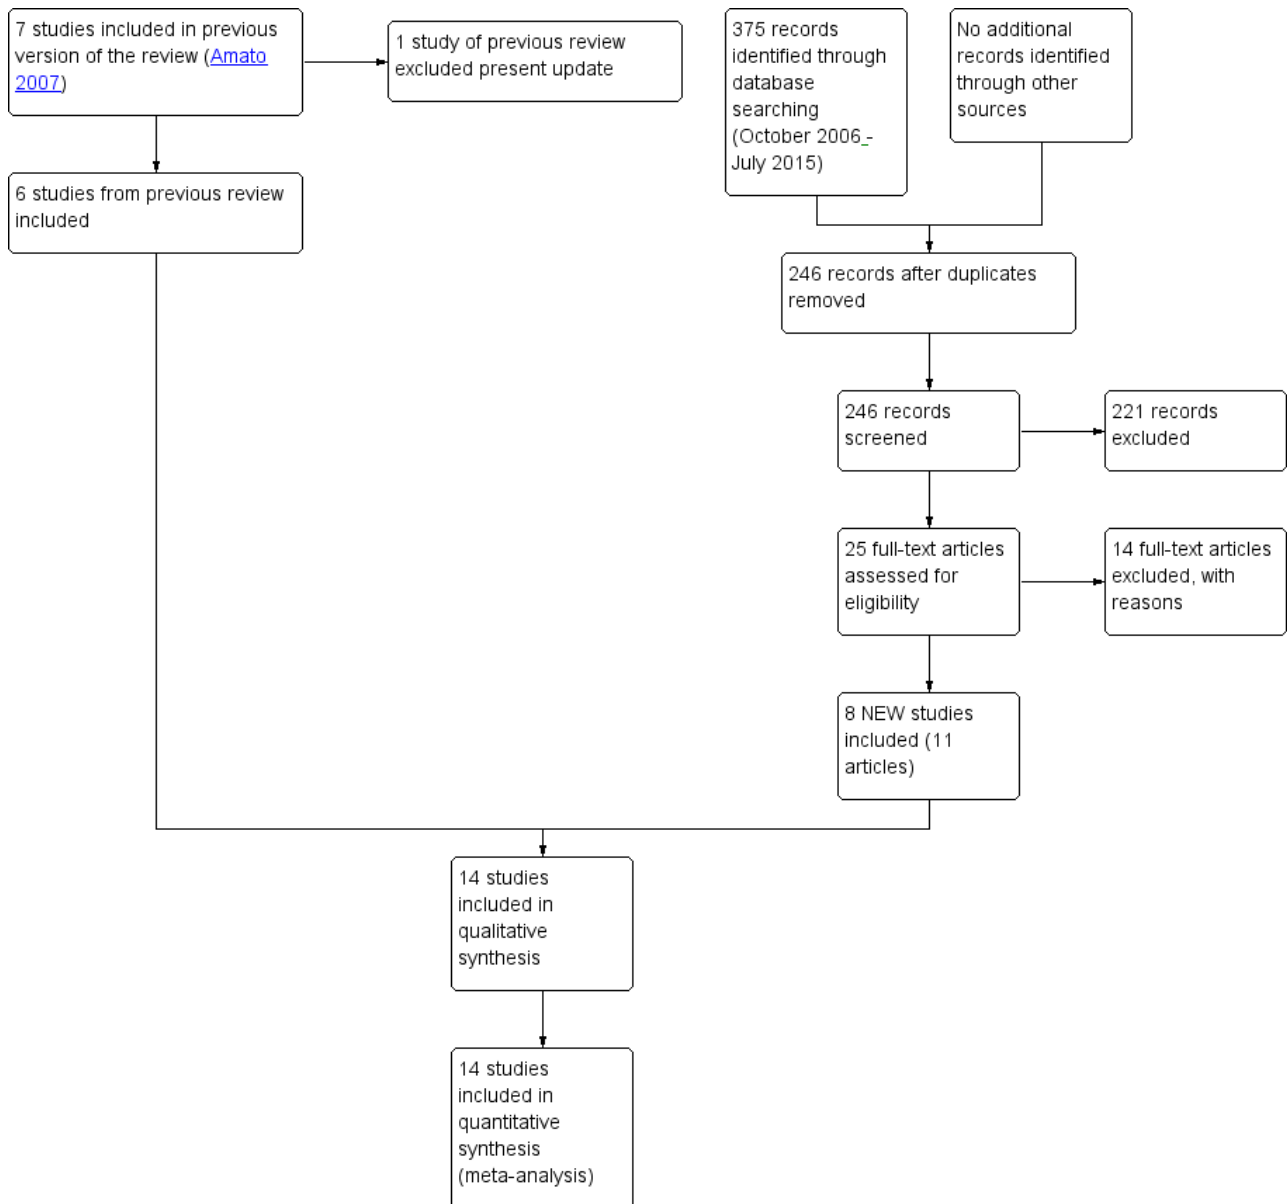 7 studies included in previous
version of the review (Amato
2007)
1 study of previous review
excluded present update
375 records
identified through
database
searching
(October 2006 -
July 2015)
No additional
records identified
through other
sources
6 studies from previous review
included
246 records after duplicates
removed
246 records
screened
221 records
excluded
25 full-text articles
assessed for
eligibility
14 full-text articles
excluded, with
reasons
8 NEW studies
included (11
articles)
14 studies
included in
qualitative
synthesis
14 studies
included in
quantitative
synthesis
(meta-analysis)